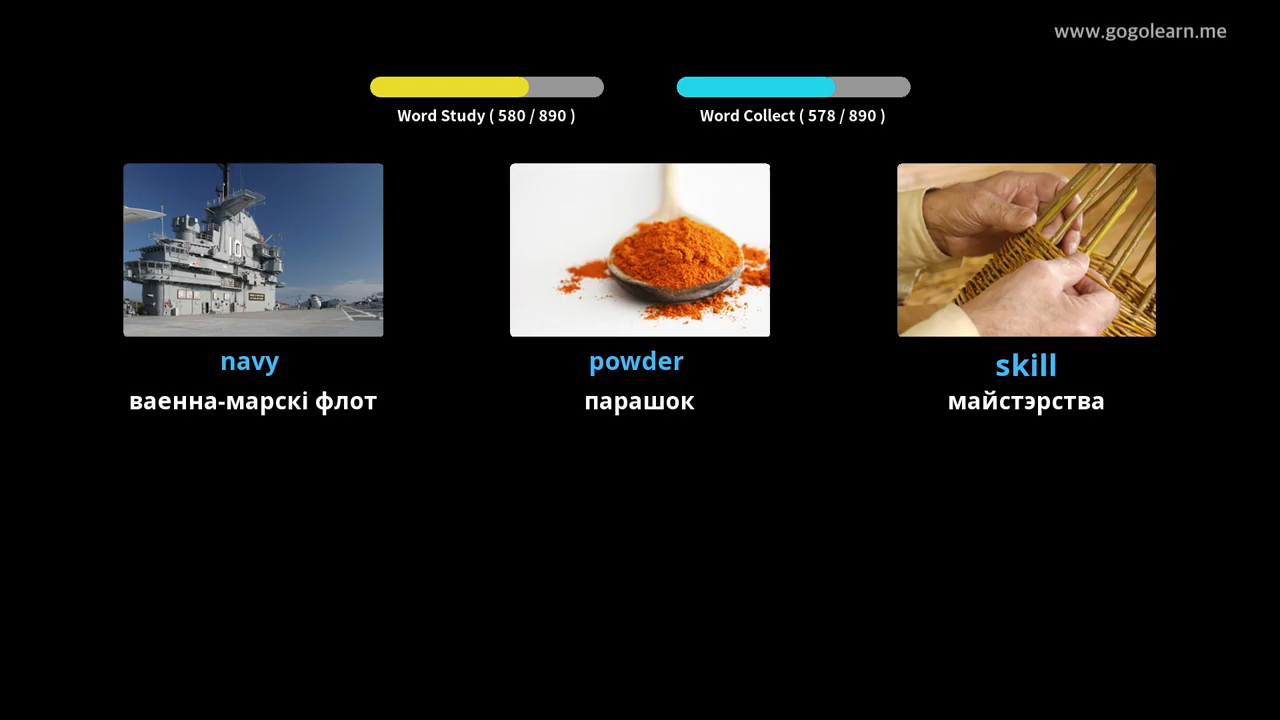 www.gogolearn.me
Word Study ( 580 / 890 )
Word Collect ( 578 / 890 )
10
navy
powder
skill
ваенна-марскі флот
парашок
майстэрства